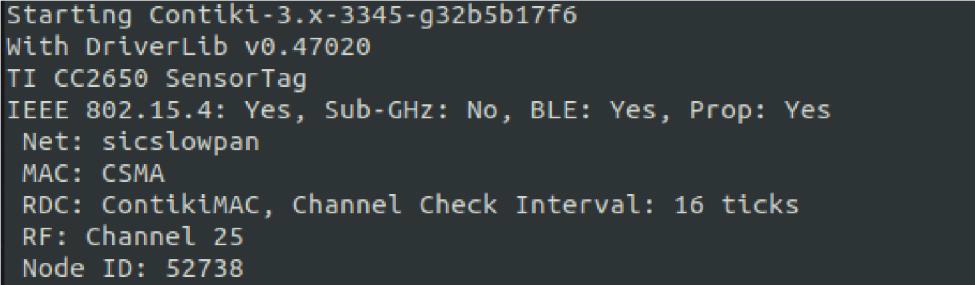 Starting Contiki-3.x-3345-g32b5b17f6
With DriverLib v0.47020
TI CC2650 SensorTag
IEEE 802.15.4: Yes, Sub-GHz: No, BLE: Yes, Prop: Yes
Net: sicslowpan
MAC: CSMA
RDC: ContikiMAC, Channel Check Interval: 16 ticks
RF: Channel 25
Node ID: 52738